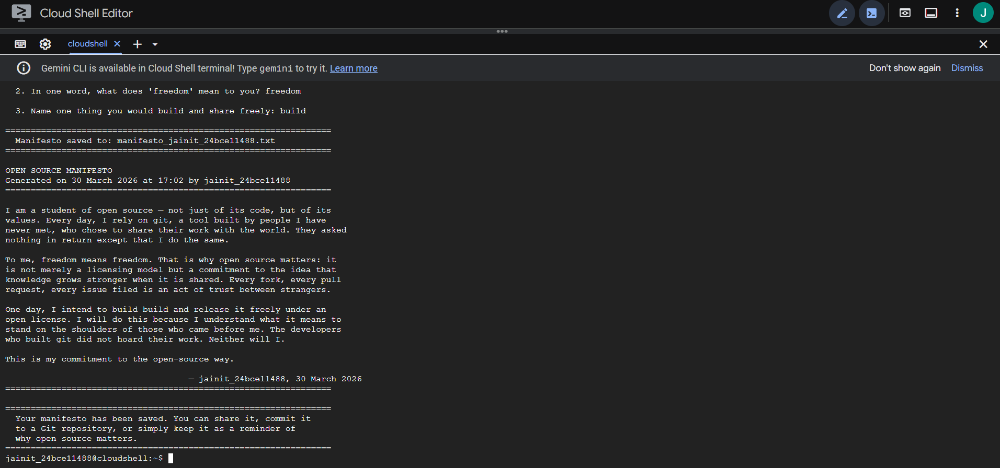 Cloud Shell Editor
J
cloudshell
Gemini CLI is available in Cloud Shell terminal! Type gemini to try it. Learn more
Don't show again Dismiss
2. In one word, what does 'freedom' mean to you? freedom
3. Name one thing you would build and share freely: build
================================================================
Manifesto saved to: manifesto_jainit_24bce11488.txt
================================================================
OPEN SOURCE MANIFESTO
Generated on 30 March 2026 at 17:02 by jainit_24bce11488
================================================================
I am a student of open source — not just of its code, but of its
values. Every day, I rely on git, a tool built by people I have
never met, who chose to share their work with the world. They asked
nothing in return except that I do the same.
To me, freedom means freedom. That is why open source matters: it
is not merely a licensing model but a commitment to the idea that
knowledge grows stronger when it is shared. Every fork, every pull
request, every issue filed is an act of trust between strangers.
One day, I intend to build build and release it freely under an
open license. I will do this because I understand what it means to
stand on the shoulders of those who came before me. The developers
who built git did not hoard their work. Neither will I.
This is my commitment to the open-source way.
— jainit_24bce11488, 30 March 2026
================================================================
================================================================
Your manifesto has been saved. You can share it, commit it
to a Git repository, or simply keep it as a reminder of
why open source matters.
================================================================
jainit_24bce11488@cloudshell:~$